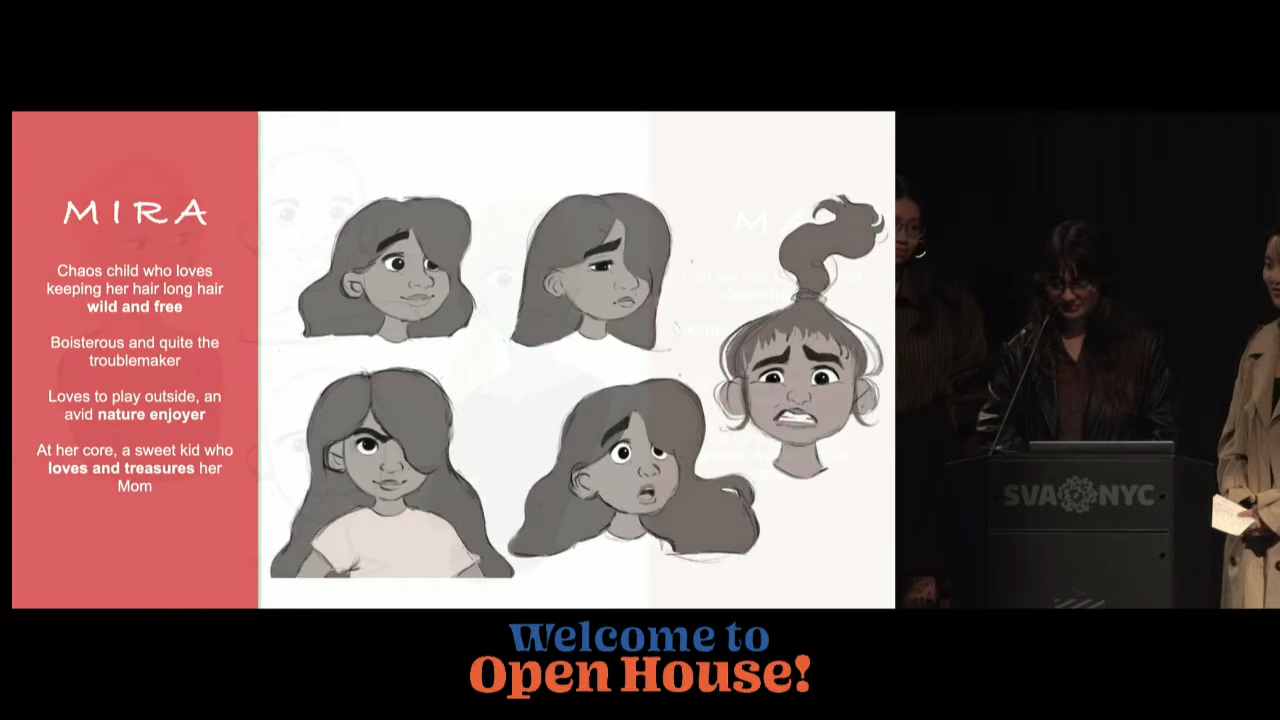 MIRA
Chaos child who loves
keeping her hair long hair
wild and free
Boisterous and quite the
troublemaker
Loves to play outside, an
avid nature enjoyer
At her core, a sweet kid who
loves and treasures her
Mom
M A
SVA NYC
Welcome to
Open House!